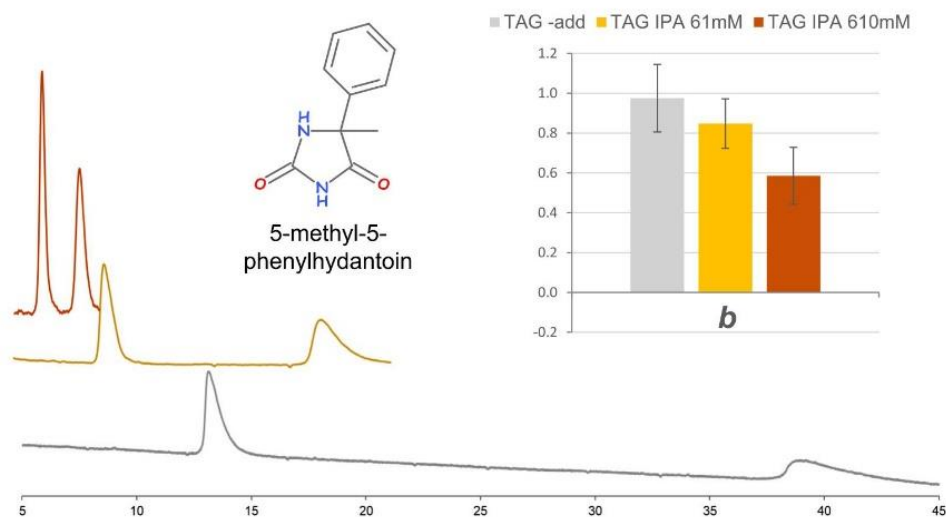 TAG -add TAG IPA 61mM TAG IPA 610mM
1.2
1.0
0.8
0.6
0.4
0.2
0.0
-0.2
b
H
N
O
N
H
O
5-methyl-5-
phenylhydantoin
5 10 15 20 25 30 35 40 45